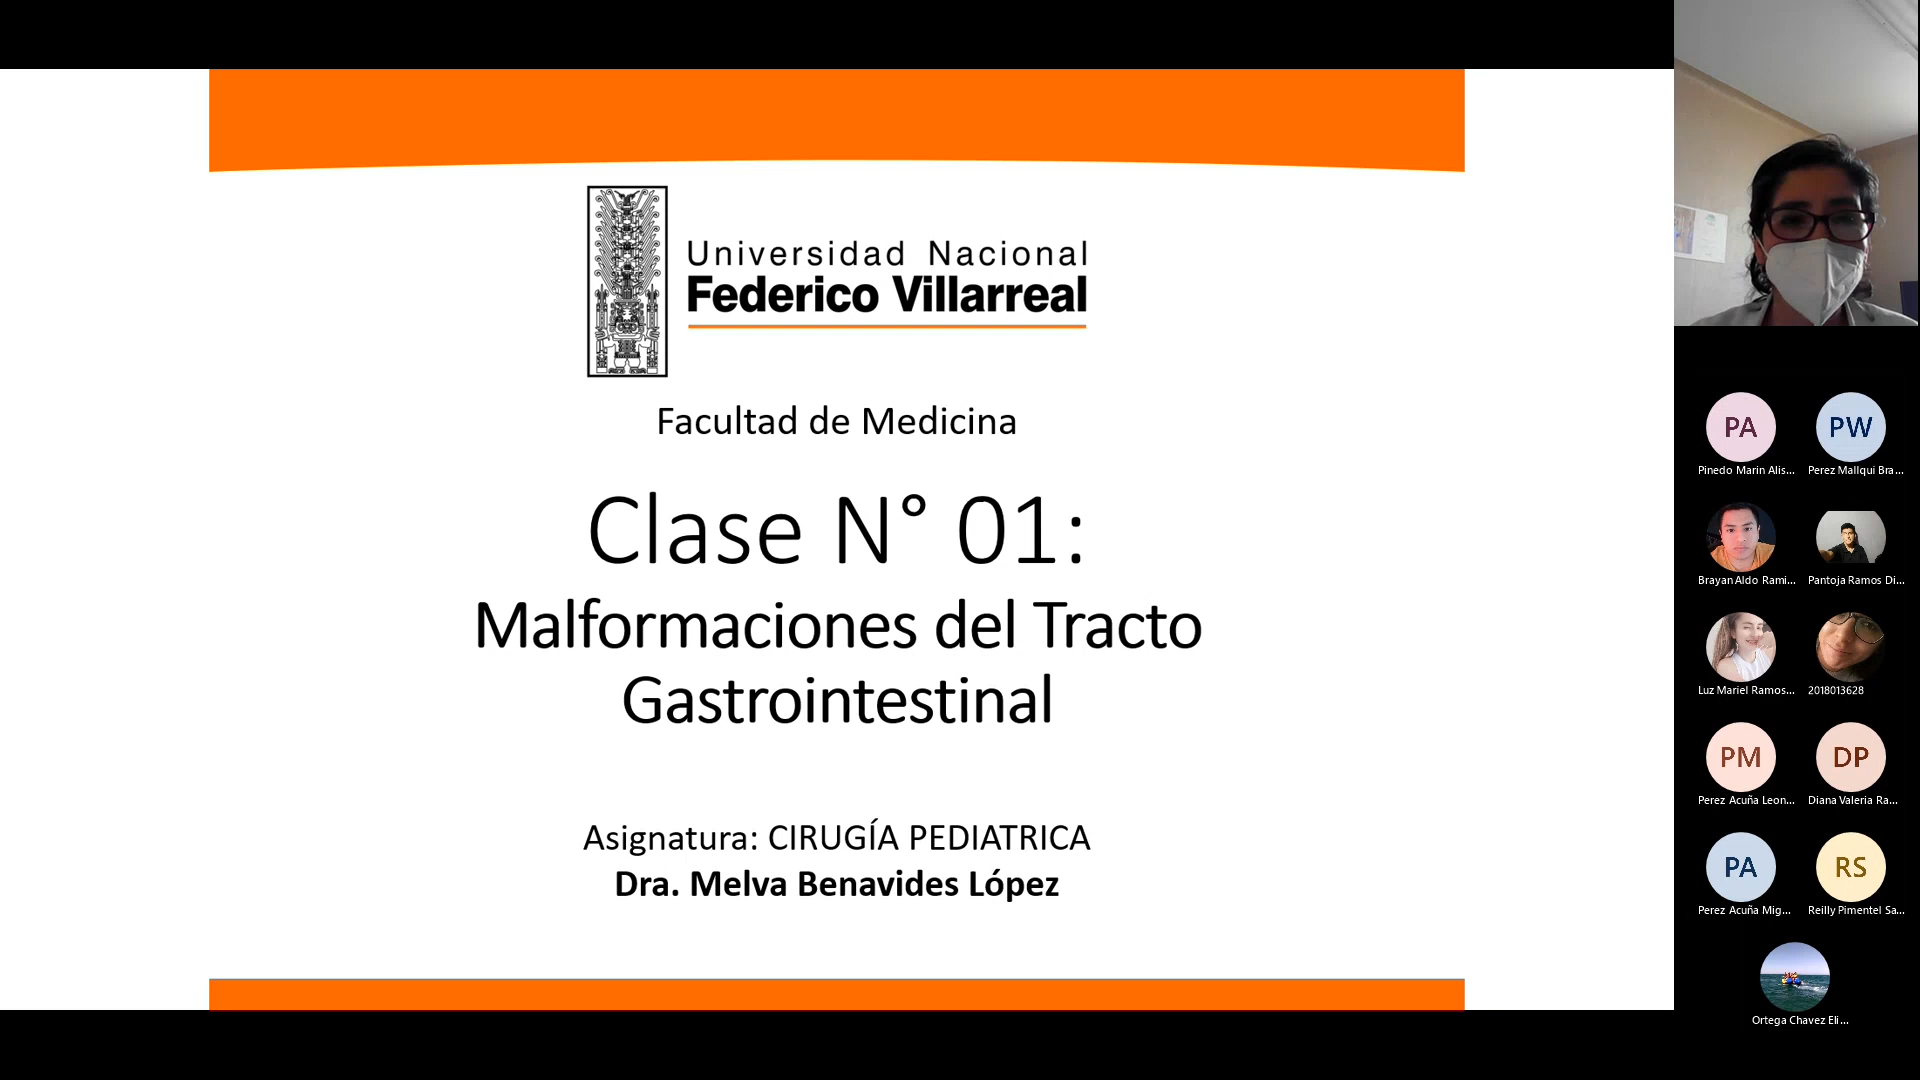 Universidad Nacional
Federico Villarreal
Facultad de Medicina
Clase N° 01:
Malformaciones del Tracto
Gastrointestinal
Asignatura: CIRUGÍA PEDIATRICA
Dra. Melva Benavides López
PA
PW
Pinedo Marin Alis...
Perez Mallqui Bra...
Brayan Aldo Rami...
Pantoja Ramos Di...
Luz Mariel Ramos...
2018013628
PM
DP
Perez Acuña Leon...
Diana Valeria Ra...
PA
RS
Perez Acuña Mig...
Reilly Pimentel Sa...
Ortega Chavez Eli...